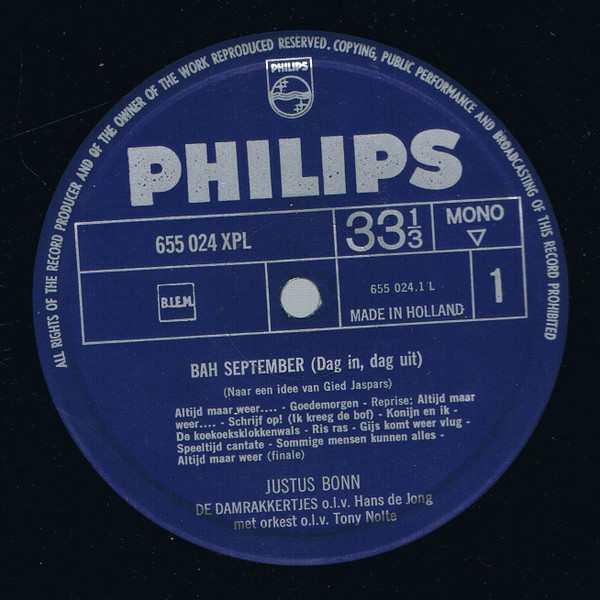 ALL RIGHTS OF THE RECORD PRODUCER AND OF THE OWNER OF THE WORK REPRODUCED RESERVED. COPYING, PUBLIC PERFORMANCE AND BROADCASTING OF THIS RECORD PROHIBITED
PHILIPS
PHILIPS
655 024 XPL
33 1/3
MONO
B.I.E.M.
655 024.1 L
MADE IN HOLLAND
1
BAH SEPTEMBER (Dag in, dag uit)
(Naar een idee van Gied Jaspars)
Altijd maar weer.... - Goedemorgen - Reprise: Altijd maar
weer.... - Schrijf op! (Ik kreeg de bof) - Konijn en ik -
De koekoeksklokkenwals - Ris ras - Gijs komt weer vlug -
Speeltijd cantate - Sommige mensen kunnen alles -
Altijd maar weer (finale)
JUSTUS BONN
DE DAMRAKKERTJES o.l.v. Hans de Jong
met orkest o.l.v. Tony Nolte